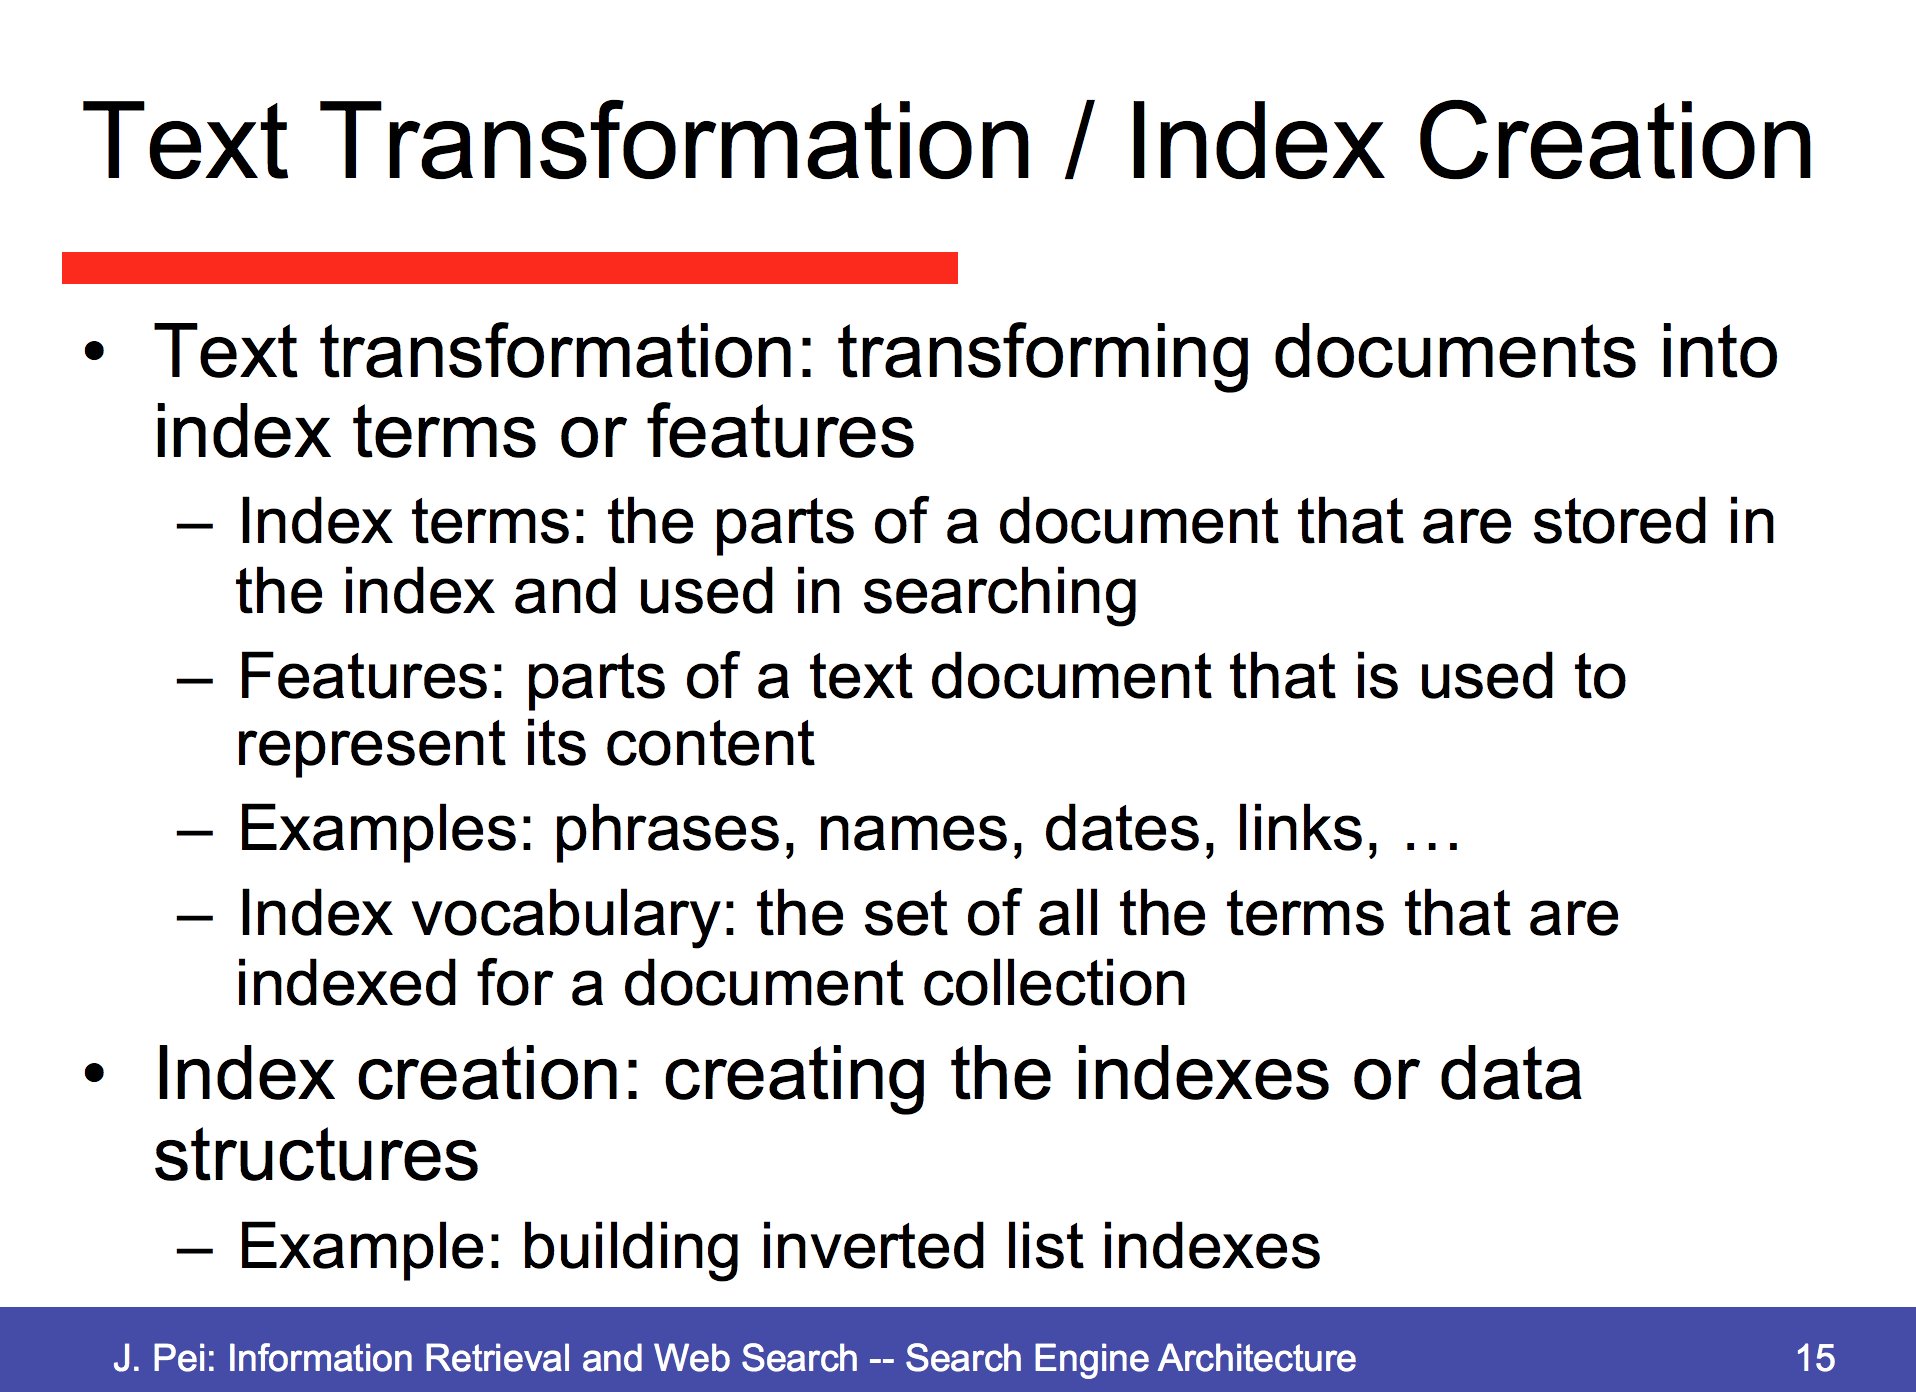 Text Transformation / Index Creation
• Text transformation: transforming documents into
index terms or features
– Index terms: the parts of a document that are stored in
the index and used in searching
– Features: parts of a text document that is used to
represent its content
– Examples: phrases, names, dates, links, …
– Index vocabulary: the set of all the terms that are
indexed for a document collection
• Index creation: creating the indexes or data
structures
– Example: building inverted list indexes
J. Pei: Information Retrieval and Web Search -- Search Engine Architecture 15